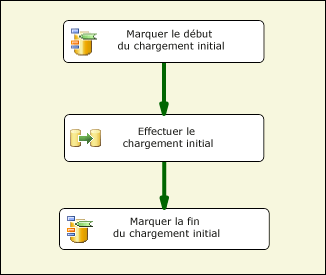 Marquer le début
du chargement initial
Effectuer le
chargement initial
Marquer la fin
du chargement initial